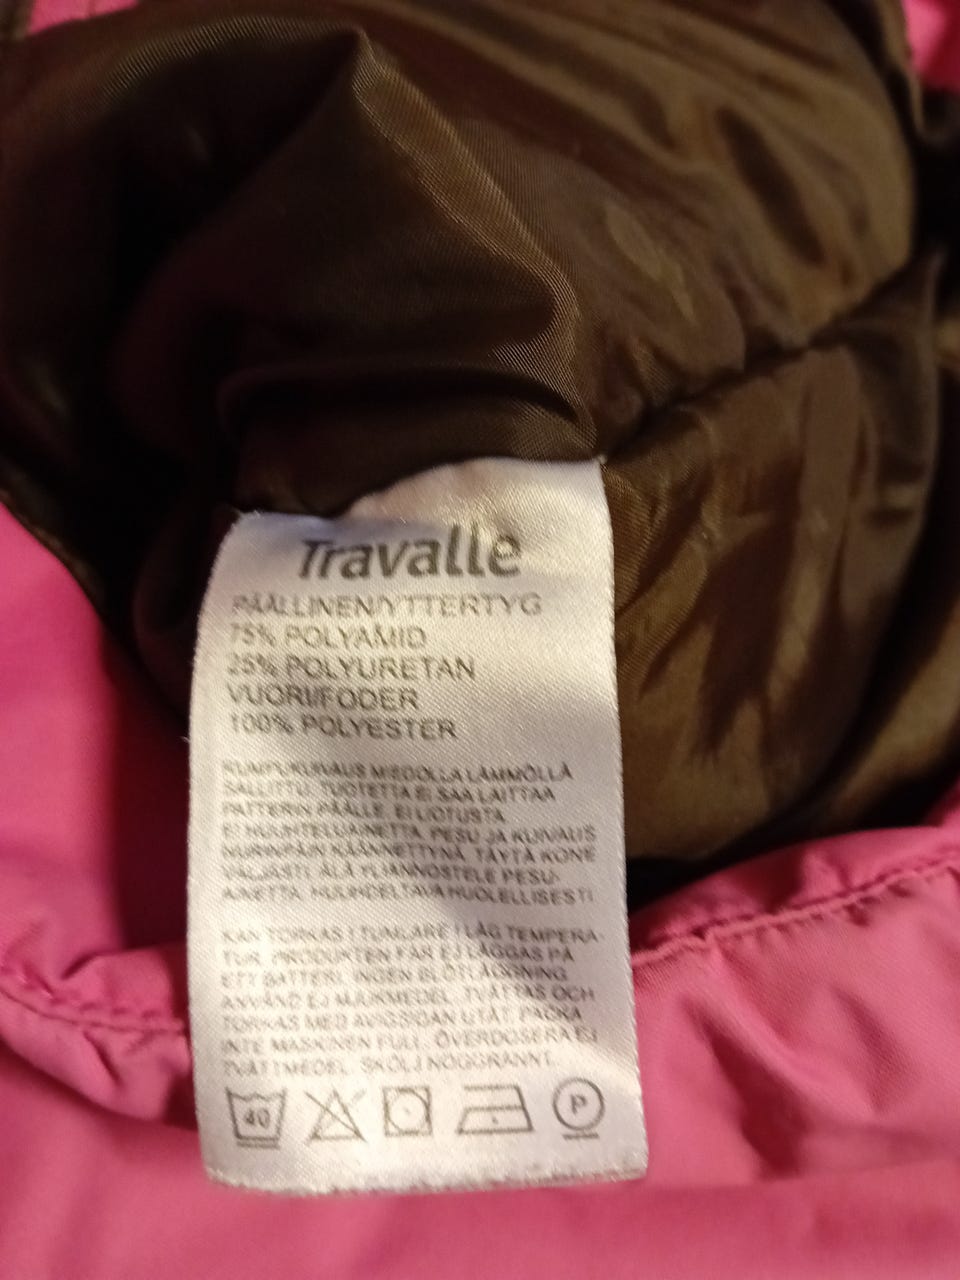 Travalle
PÄÄLLINEN/YTTERTYG
75% POLYAMID
25% POLYURETAN
VUORI/FODER
100% POLYESTER
RUMPUKUIVAUS MIEDOLLA LÄMMÖLLÄ
SALLITTU. TUOTETTA EI SAA LAITTAA
PATTERIN PÄÄLLE. EI LIOTUSTA.
EI HUUHTELUAINETTA. PESU JA KUIVAUS
NURINPÄIN KÄÄNNETTYNÄ. TÄYTÄ KONE
VAJAASTI. ÄLÄ YLIANNOSTELE PESU-
AINETTA. HUUHDELTAVA HUOLELLISESTI.
KAN TORKAS I TUMLARE I LÅG TEMPERA-
TUR. PRODUKTEN FÅR EJ LÄGGAS PÅ
ETT BATTERI. INGEN BLÖTLÄGGNING.
ANVÄND EJ MJUKMEDEL. TVÄTTAS OCH
TORKAS MED AVIGSIDAN UTÅT. PACKA
INTE MASKINEN FULL. ÖVERDOSERA EJ
TVÄTTMEDEL. SKÖLJ NOGGRANNT.
40 P